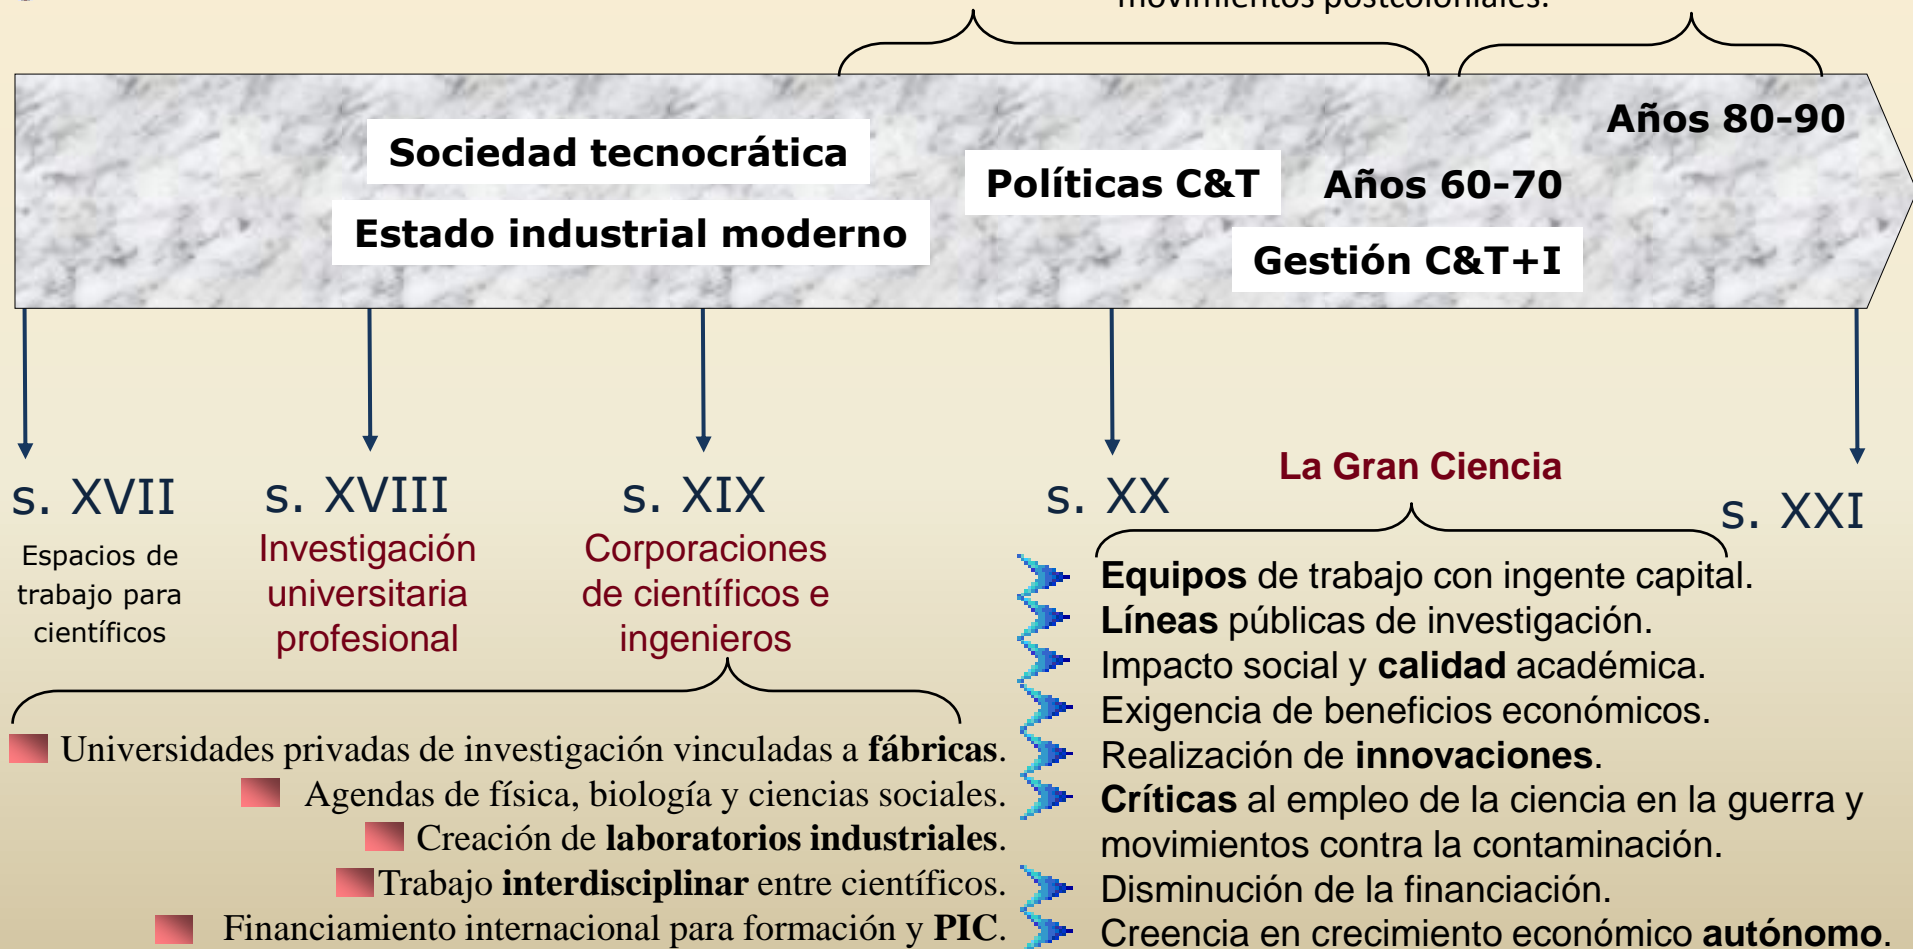 movimientos postcoloniales.
Años 80-90
Sociedad tecnocrática
Políticas C&T
Años 60-70
Estado industrial moderno
Gestión C&T+I
s. XVII
Espacios de
trabajo para
científicos
s. XVIII
Investigación
universitaria
profesional
s. XIX
Corporaciones
de científicos e
ingenieros
s. XX
La Gran Ciencia
s. XXI
Universidades privadas de investigación vinculadas a fábricas.
Agendas de física, biología y ciencias sociales.
Creación de laboratorios industriales.
Trabajo interdisciplinar entre científicos.
Financiamiento internacional para formación y PIC.
Equipos de trabajo con ingente capital.
Líneas públicas de investigación.
Impacto social y calidad académica.
Exigencia de beneficios económicos.
Realización de innovaciones.
Críticas al empleo de la ciencia en la guerra y
movimientos contra la contaminación.
Disminución de la financiación.
Creencia en crecimiento económico autónomo.